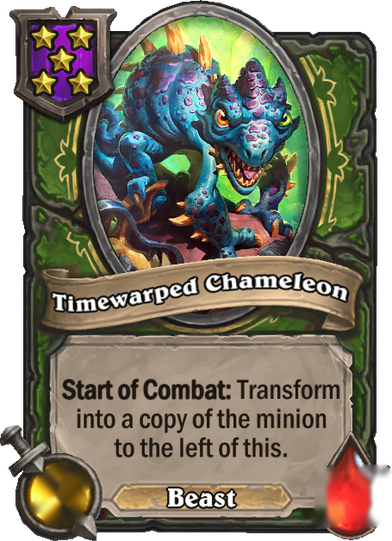 Timewarped Chameleon
Start of Combat: Transform
into a copy of the minion
to the left of this.
Beast